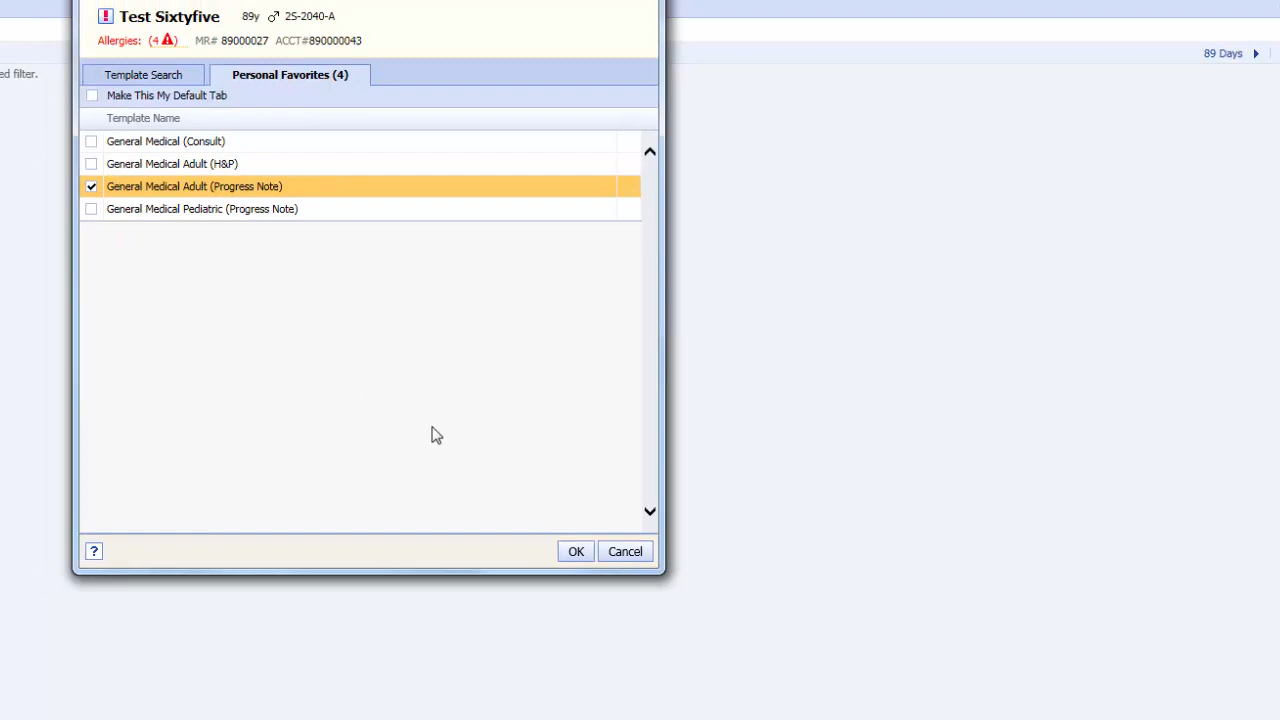 Test Sixtyfive 89y ♂ 2S-2040-A
Allergies: (4) MR# 89000027 ACCT#890000043
89 Days
ed filter.
Template Search Personal Favorites (4)
Make This My Default Tab
Template Name
General Medical (Consult)
General Medical Adult (H&P)
General Medical Adult (Progress Note)
General Medical Pediatric (Progress Note)
? OK Cancel